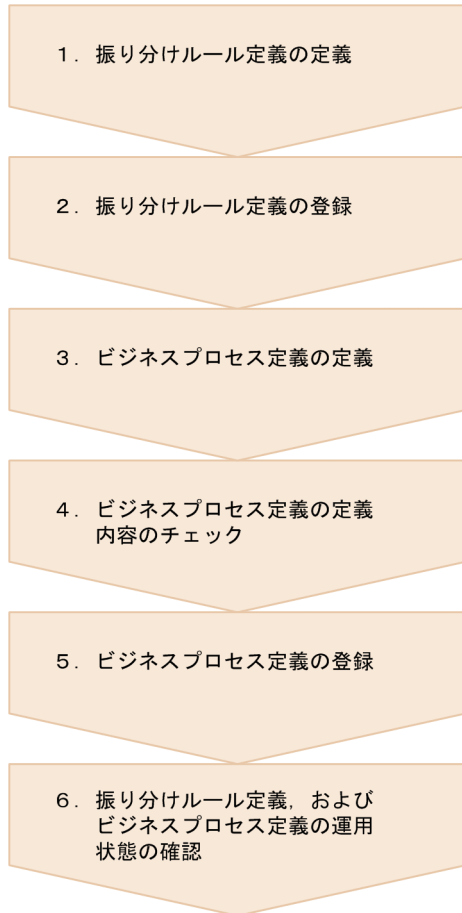 1. 振り分けルール定義の定義
2. 振り分けルール定義の登録
3. ビジネスプロセス定義の定義
4. ビジネスプロセス定義の定義
内容のチェック
5. ビジネスプロセス定義の登録
6. 振り分けルール定義，および
ビジネスプロセス定義の運用
状態の確認